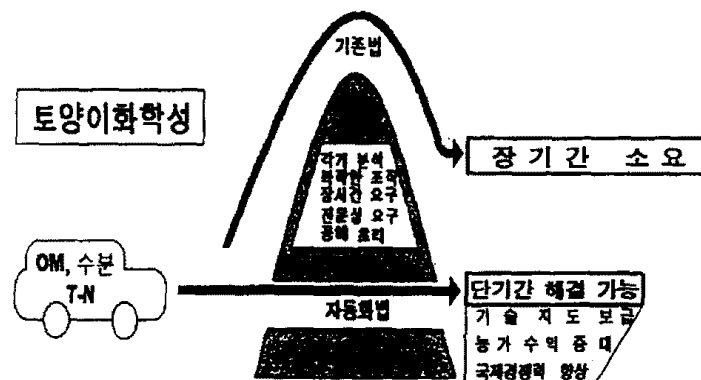 기존법
토양이화학성
각기 분석
복잡한 조작
장시간 요구
전문성 요구
공해 초래
장기간 소요
OM, 수분
T-N
자동화법
단기간 해결 가능
기술 지도 보급
농가 수익 증대
국제경쟁력 향상